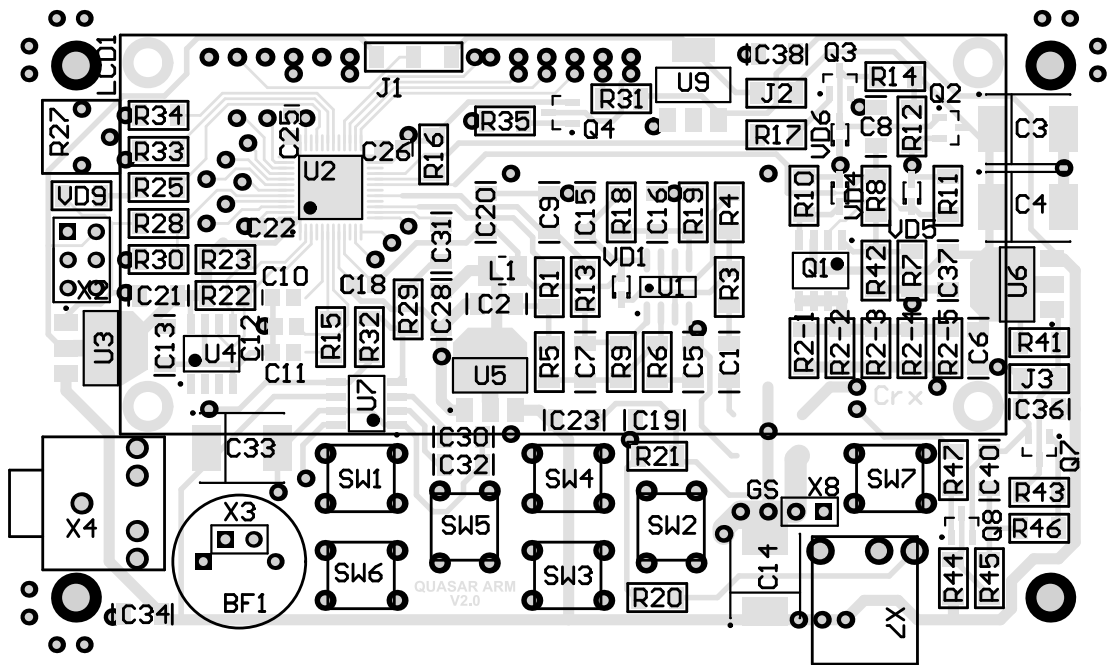 LCD1
J1
C38
Q3
R14
U9
J2
Q2
R34
R27
C25
R35
R31
Q4
R17
VD6
C8
R12
C3
R33
U2
C26
R16
VD9
R25
R28
C22
C20
C9
C15
R18
C16
R19
R4
R10
VD4
R8
R11
C4
VD5
R30
R23
C31
X2
C21
R22
C10
C18
R29
C28
L1
C2
R1
R13
VD1
U1
R3
Q1
R42
R7
C37
U6
U3
C13
U4
C12
R15
R32
C11
U7
U5
R5
C7
R9
R6
C5
C1
R2-1
R2-2
R2-3
R2-4
R2-5
C6
R41
J3
Crx
C36
C23
C19
C33
C30
C32
R21
SW1
SW4
SW7
R47
C40
Q7
X4
X3
SW5
SW2
GS
X8
R43
Q8
R46
SW6
SW3
C14
BF1
QUASAR ARM
V2.0
R20
R44
R45
X7
C34